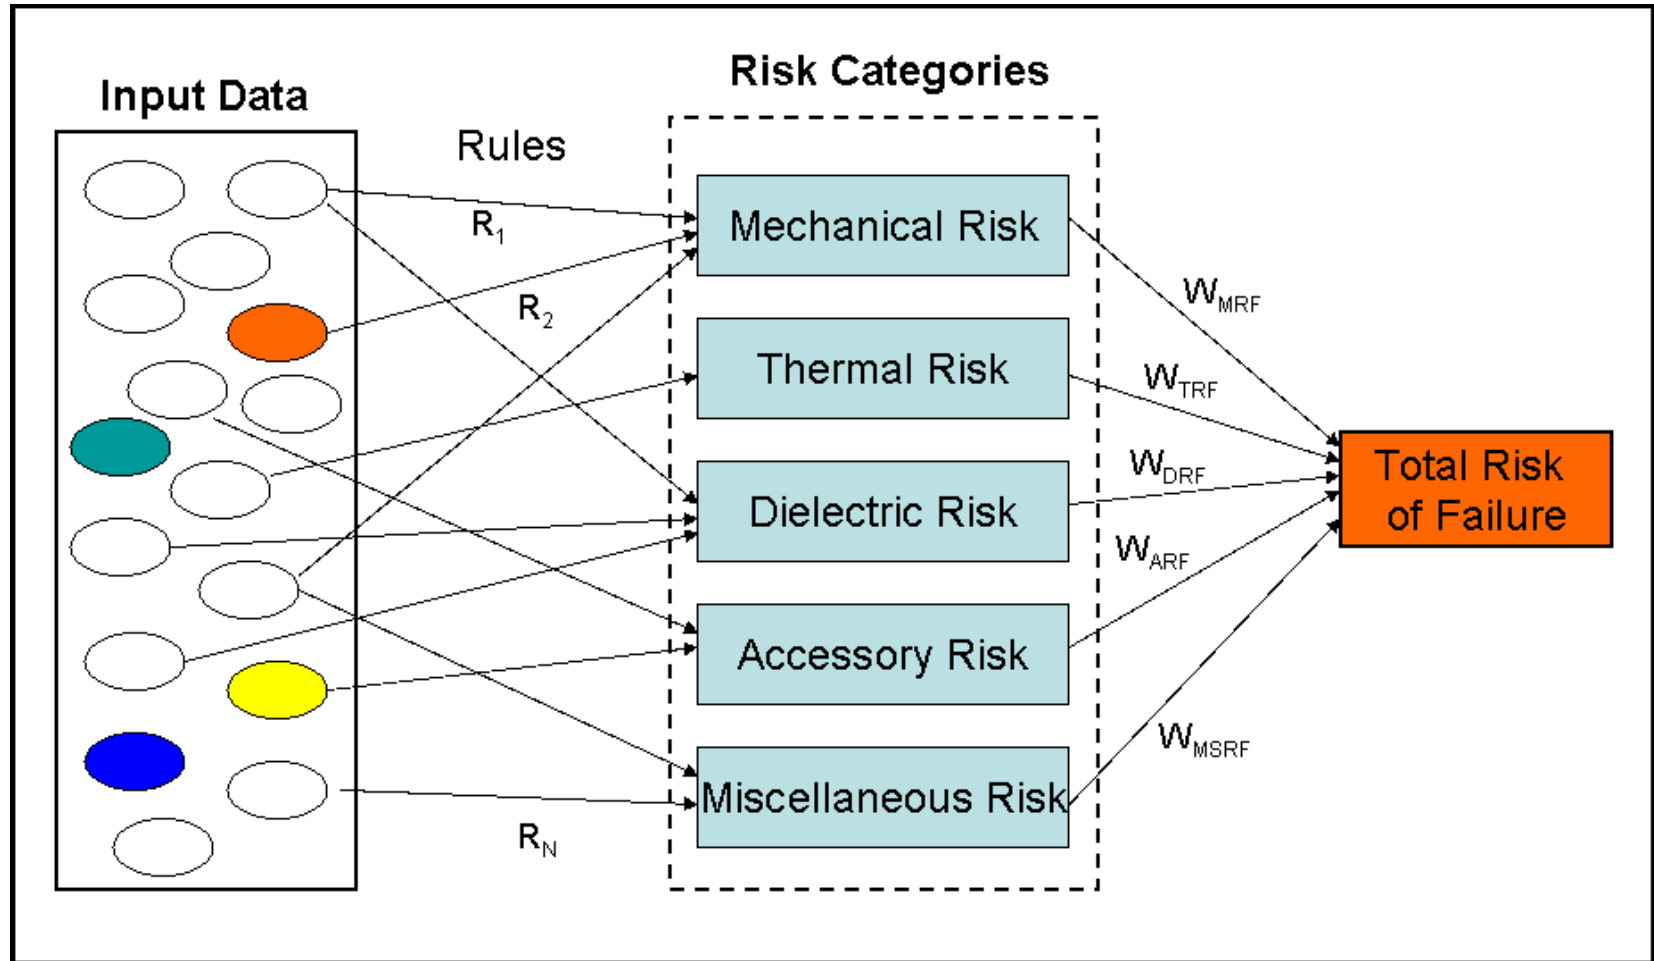 Risk Categories
Input Data
Rules
R1
R2
RN
Mechanical Risk
Thermal Risk
Dielectric Risk
Accessory Risk
Miscellaneous Risk
WMRF
WTRF
WDRF
WARF
WMSRF
Total Risk
of Failure